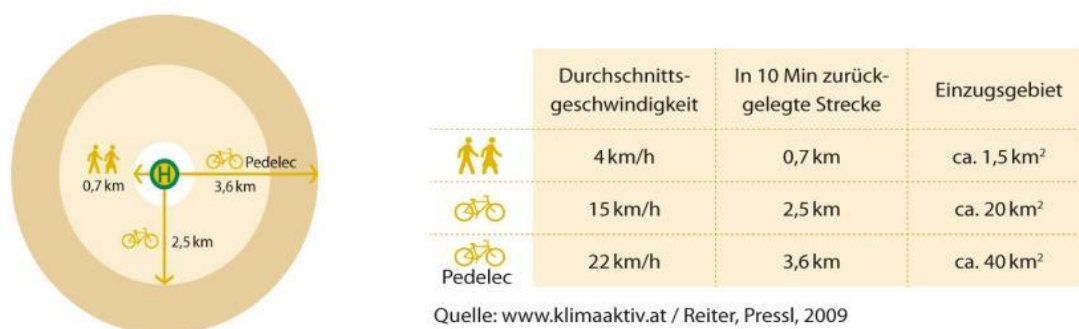 H
Pedelec
0,7 km
3,6 km
2,5 km
Durchschnitts-
geschwindigkeit
In 10 Min zurück-
gelegte Strecke
Einzugsgebiet
4 km/h
0,7 km
ca. 1,5 km²
15 km/h
2,5 km
ca. 20 km²
Pedelec
22 km/h
3,6 km
ca. 40 km²
Quelle: www.klimaaktiv.at / Reiter, Pressl, 2009